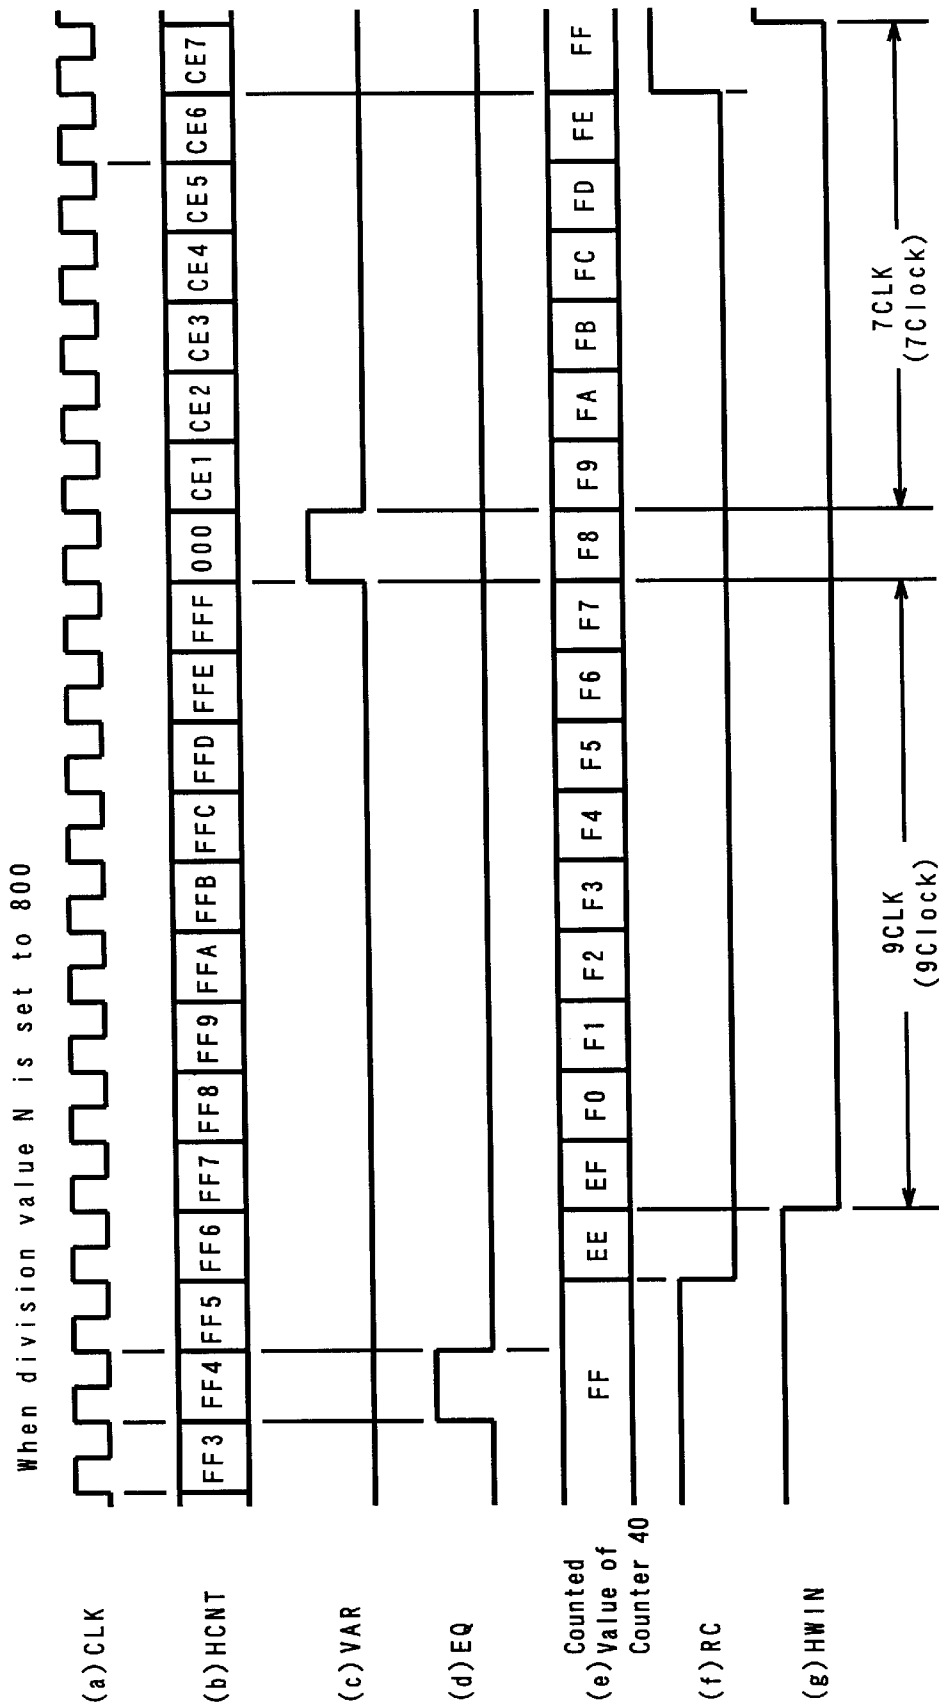 When division value N is set to 800
(a)CLK
(b)HCNT
FF3 FF4 FF5 FF6 FF7 FF8 FF9 FFA FFB FFC FFD FFE FFF 000 CE1 CE2 CE3 CE4 CE5 CE6 CE7
(c)VAR
(d)EQ
Counted
(e)Value of
Counter 40
FF EE EF F0 F1 F2 F3 F4 F5 F6 F7 F8 F9 FA FB FC FD FE FF
(f)RC
(g)HWIN
9CLK
(9Clock)
7CLK
(7Clock)